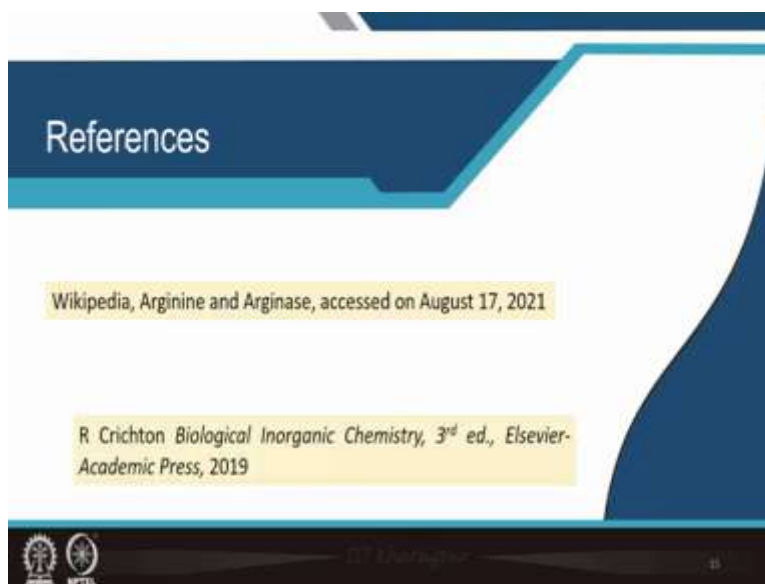 References
Wikipedia, Arginine and Arginase, accessed on August 17, 2021
R Crichton Biological Inorganic Chemistry, 3rd ed., Elsevier-
Academic Press, 2019
NPTEL